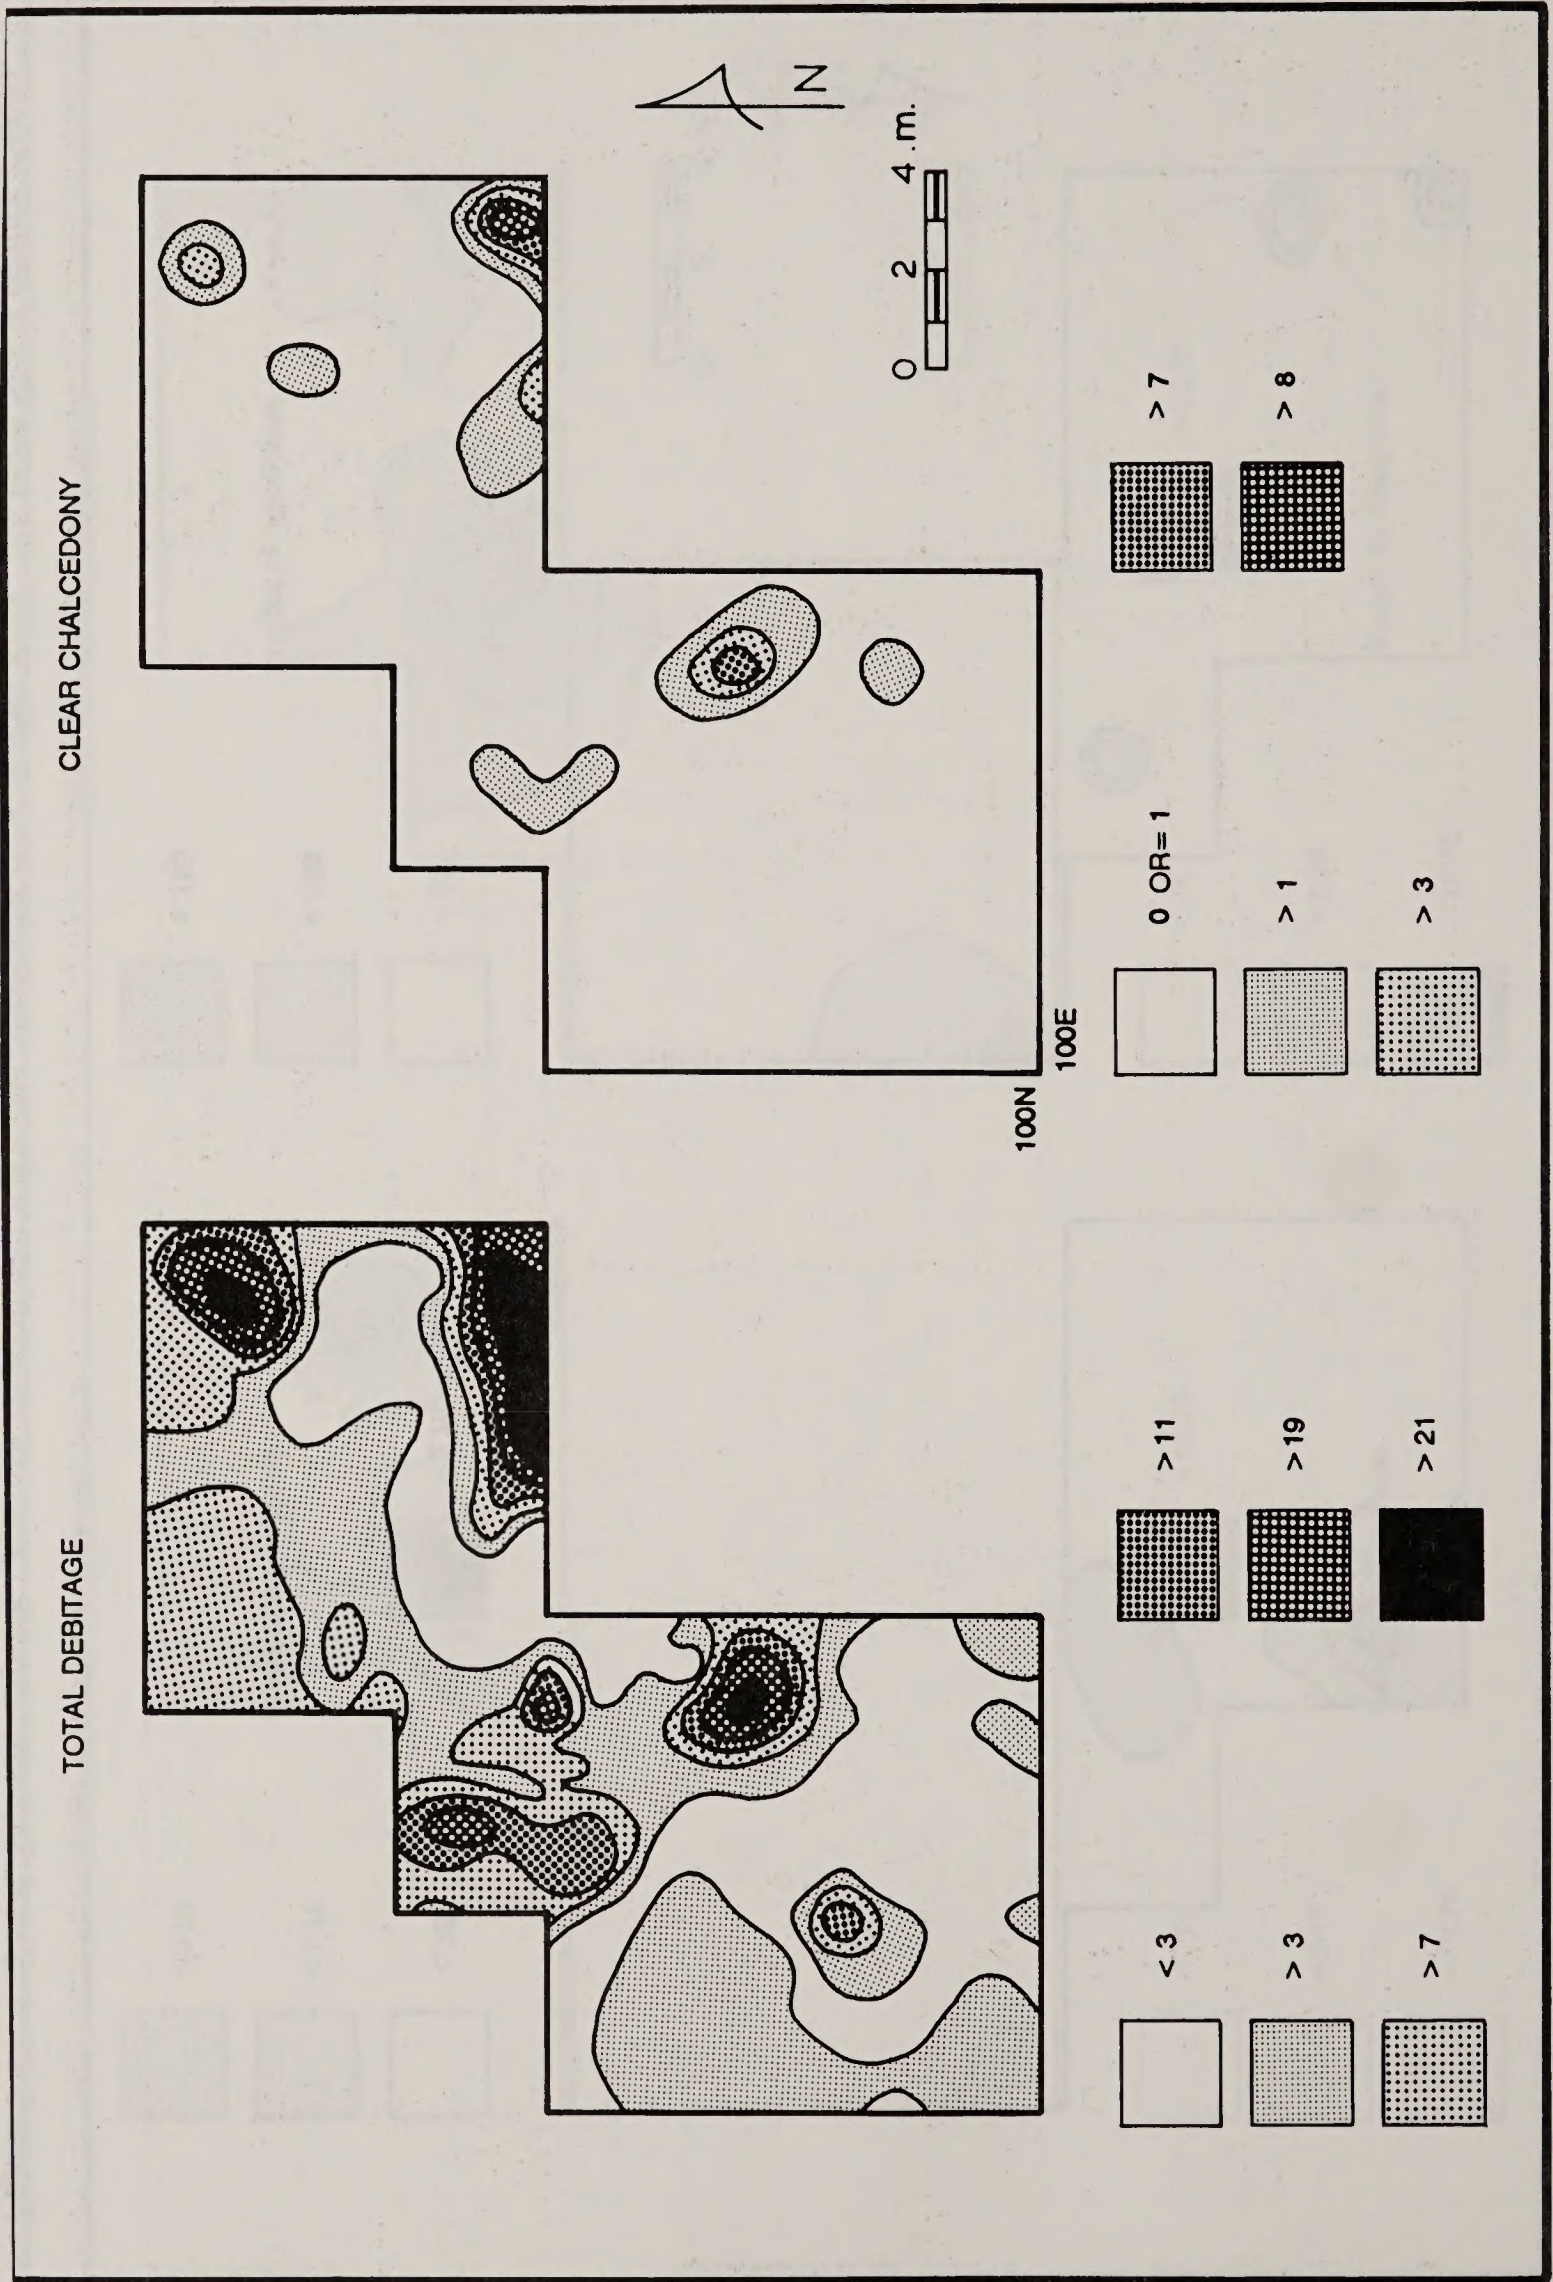 TOTAL DEBITAGE
< 3
> 3
> 7
>11
>19
>21
CLEAR CHALCEDONY
N
0 2 4 .m.
100N
100E
0 OR= 1
> 1
> 3
> 7
> 8